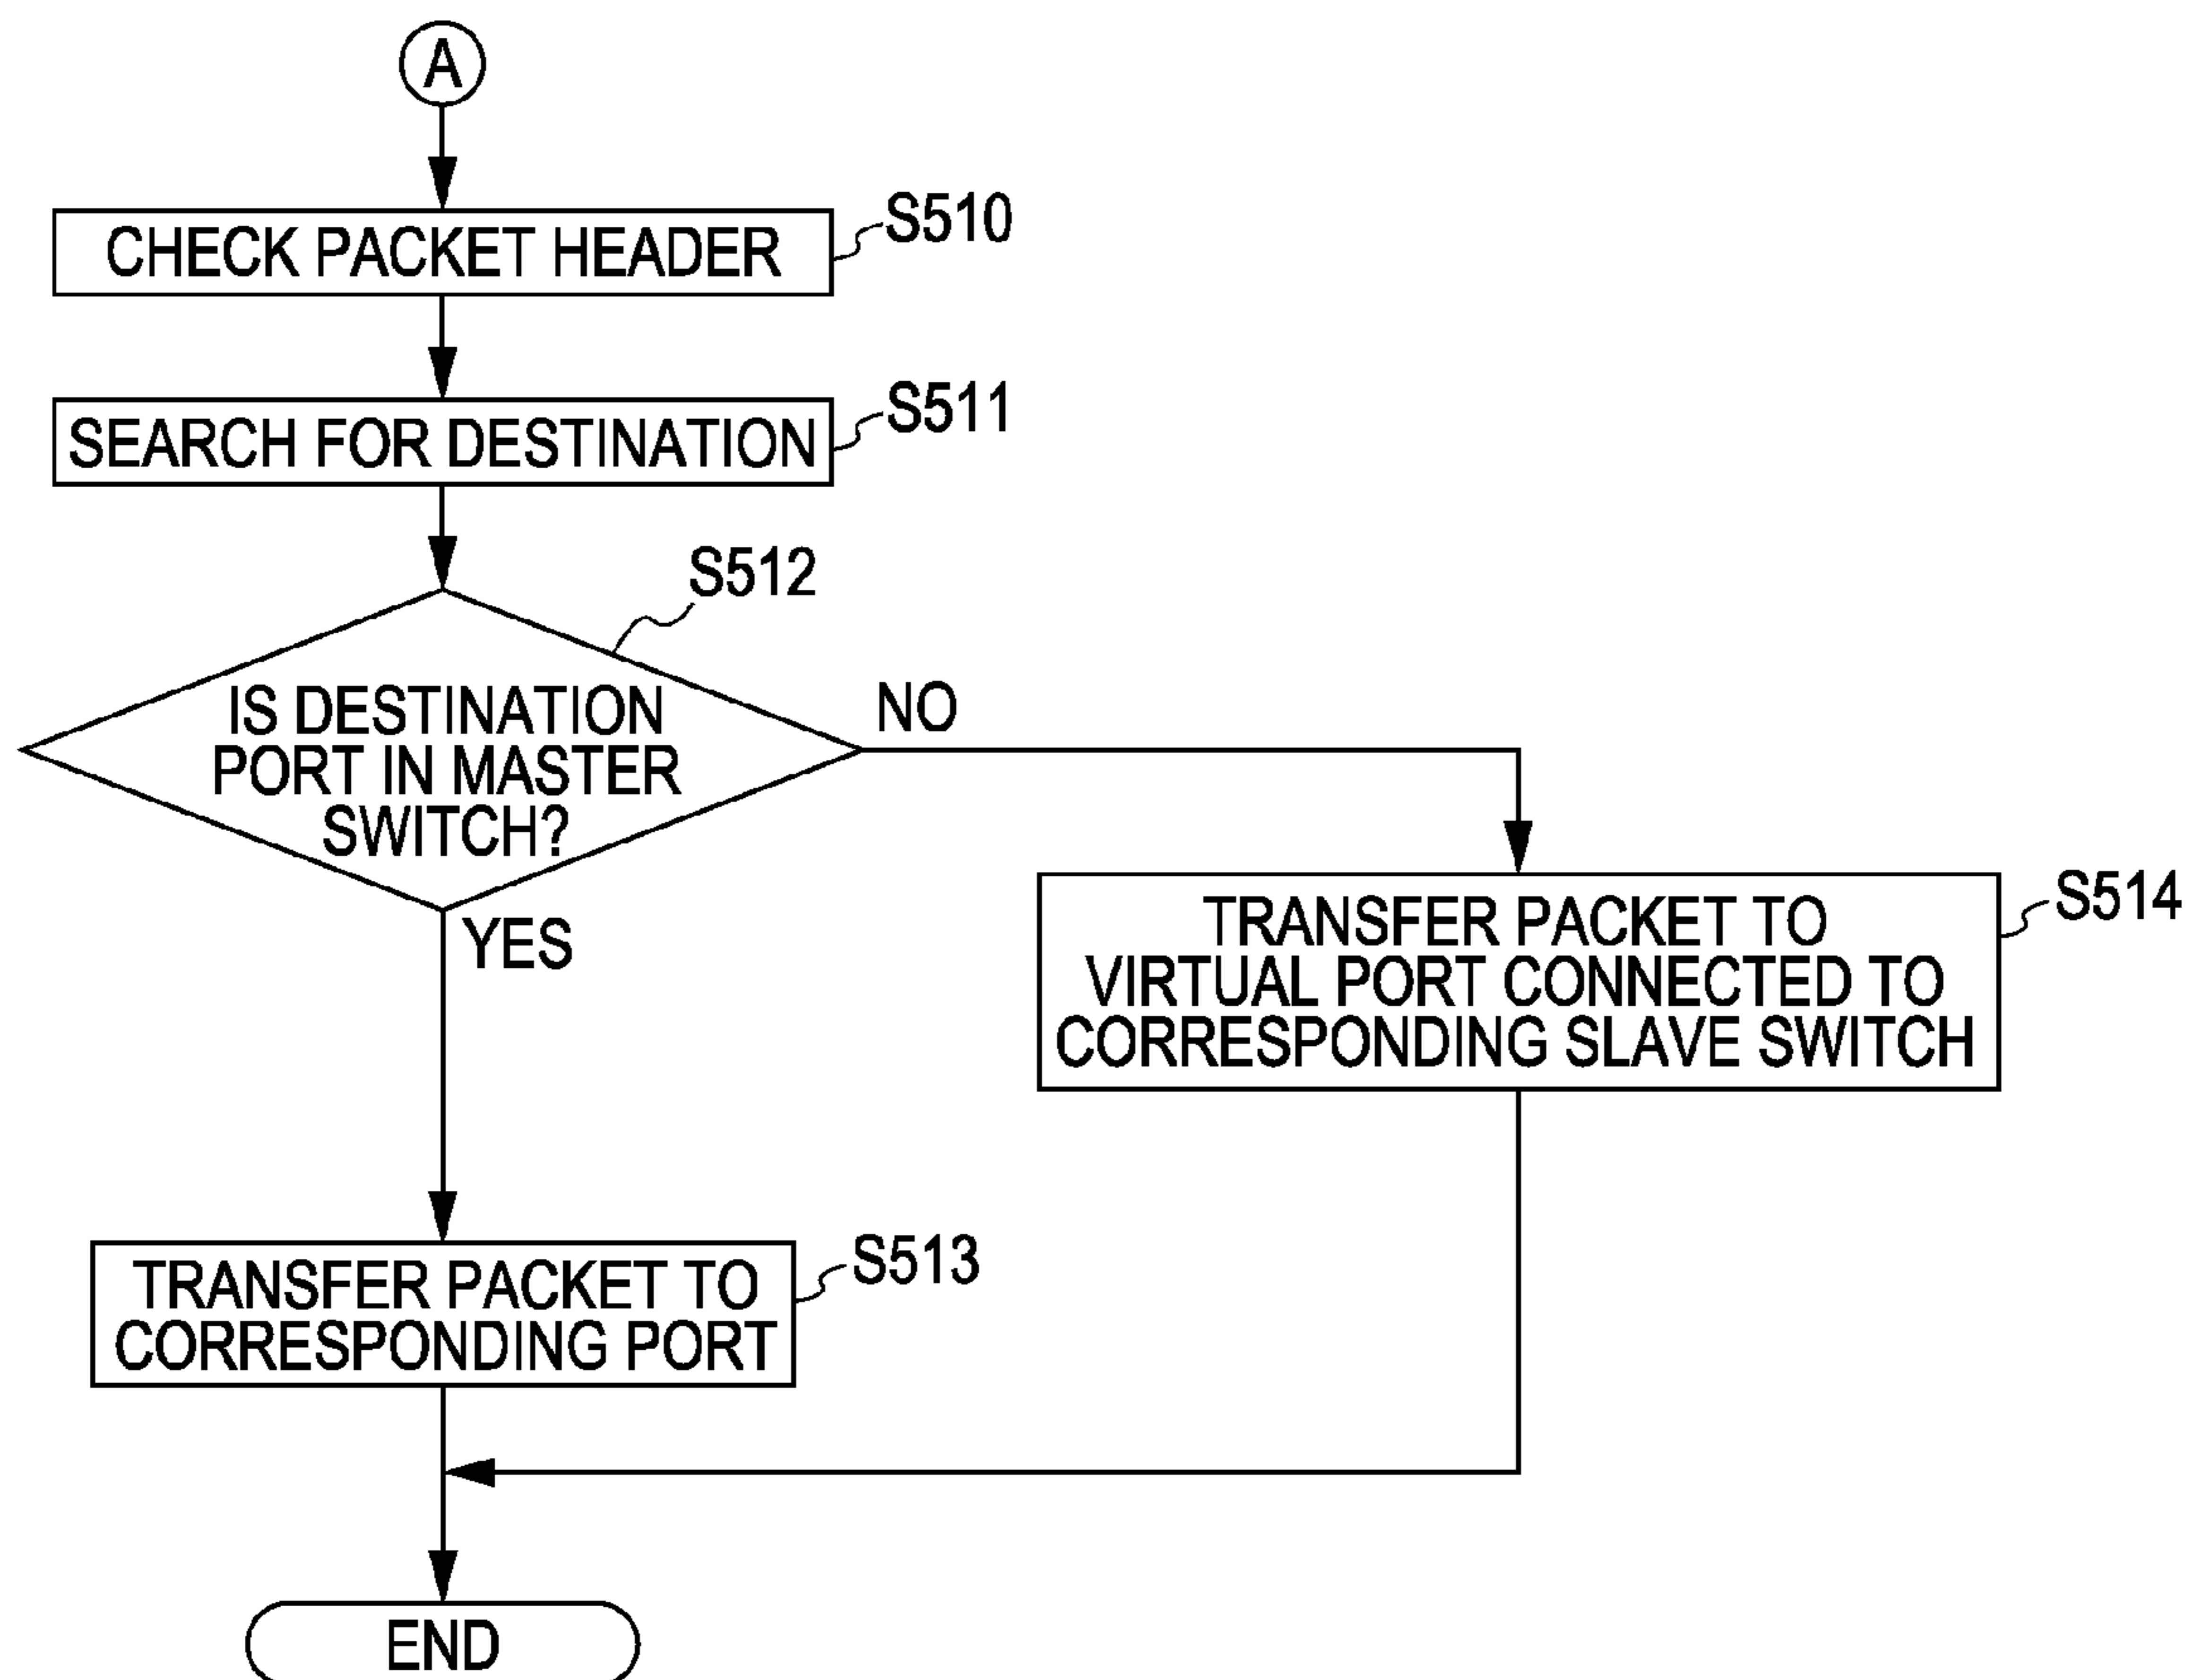 A
CHECK PACKET HEADER
S510
SEARCH FOR DESTINATION
S511
S512
IS DESTINATION
PORT IN MASTER
SWITCH?
NO
YES
TRANSFER PACKET TO
VIRTUAL PORT CONNECTED TO
CORRESPONDING SLAVE SWITCH
S514
TRANSFER PACKET TO
CORRESPONDING PORT
S513
END